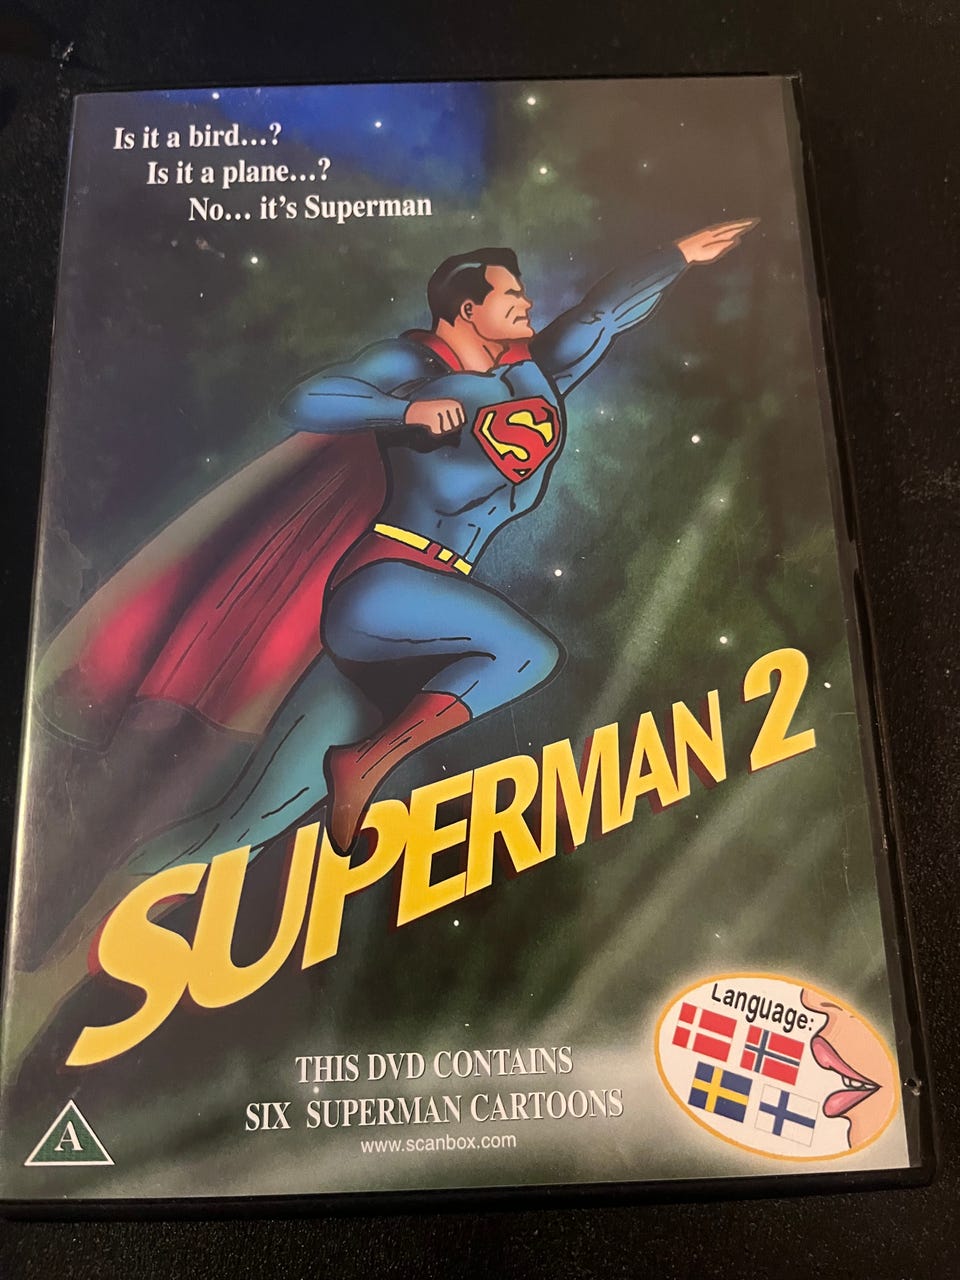 Is it a bird...?
Is it a plane...?
No... it's Superman
S
SUPERMAN 2
Language:
THIS DVD CONTAINS
SIX SUPERMAN CARTOONS
www.scanbox.com
A